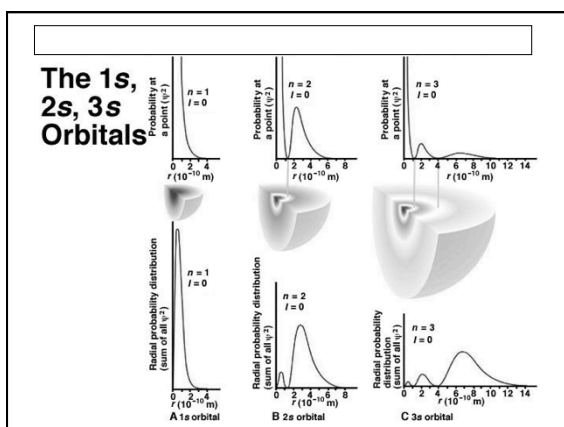 The 1s,
2s, 3s
Orbitals
Probability at
a point (ψ²)
n = 1
l = 0
0 2 4
r (10⁻¹⁰ m)
Probability at
a point (ψ²)
n = 2
l = 0
0 2 4 6 8
r (10⁻¹⁰ m)
Probability at
a point (ψ²)
n = 3
l = 0
0 2 4 6 8 10 12 14
r (10⁻¹⁰ m)
Radial probability distribution
(sum of all ψ²)
n = 1
l = 0
0 2 4
r (10⁻¹⁰ m)
A 1s orbital
Radial probability distribution
(sum of all ψ²)
n = 2
l = 0
0 2 4 6 8
r (10⁻¹⁰ m)
B 2s orbital
Radial probability
distribution
(sum of all ψ²)
n = 3
l = 0
0 2 4 6 8 10 12 14
r (10⁻¹⁰ m)
C 3s orbital